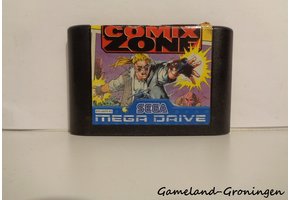 COMIX
ZONE
SEGA
MEGA DRIVE
Gameland-Groningen